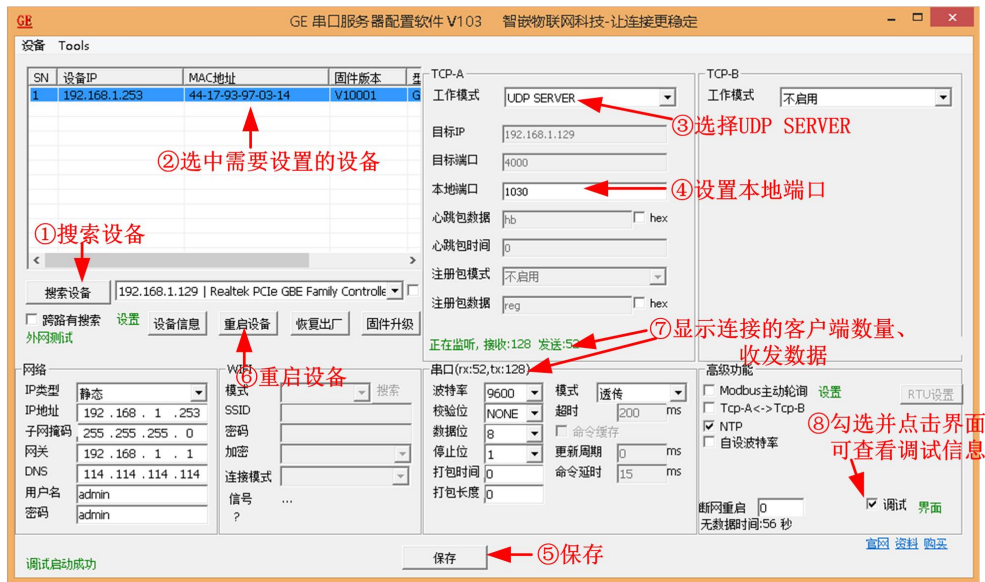 GE
GE 串口服务器配置软件 V103 智嵌物联网科技-让连接更稳定
设备 Tools
SN 设备IP MAC地址 固件版本 型
1 192.168.1.253 44-17-93-97-03-14 V10001 G
②选中需要设置的设备
①搜索设备
搜索设备 192.168.1.129 | Realtek PCIe GBE Family Controlle
跨路有搜索 设置 设备信息 重启设备 恢复出厂 固件升级
外网测试
⑥重启设备
TCP-A
工作模式 UDP SERVER
③选择UDP SERVER
目标IP 192.168.1.129
目标端口 4000
本地端口 1030
④设置本地端口
心跳包数据 hb hex
心跳包时间 0
注册包模式 不启用
注册包数据 reg hex
正在监听, 接收:128 发送:52
⑦显示连接的客户端数量、
收发数据
TCP-B
工作模式 不启用
网络
IP类型 静态
IP地址 192 .168 . 1 .253
子网掩码 255 .255 .255 . 0
网关 192 .168 . 1 . 1
DNS 114 .114 .114 .114
用户名 admin
密码 admin
WIFI
模式 搜索
SSID
密码
加密
连接模式
信号 ...
?
串口(rx:52,tx:128)
波特率 9600 模式 透传
校验位 NONE 超时 200 ms
数据位 8 命令缓存
停止位 1 更新周期 0 ms
打包时间 0 命令延时 15 ms
打包长度 0
高级功能
Modbus主动轮询 设置 RTU设置
Tcp-A<->Tcp-B
NTP
自设波特率
⑧勾选并点击界面
可查看调试信息
断网重启 0 调试 界面
无数据时间:56 秒
官网 资料 购买
调试启动成功
保存
⑤保存